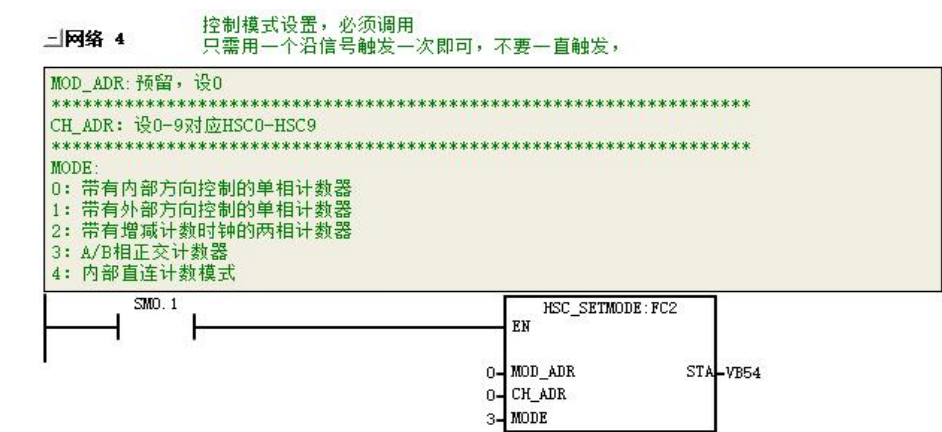 网络 4
控制模式设置，必须调用
只需用一个沿信号触发一次即可，不要一直触发，
MOD_ADR:预留，设0
*******************************************************************
CH_ADR: 设0-9对应HSC0-HSC9
*******************************************************************
MODE:
0: 带有内部方向控制的单相计数器
1: 带有外部方向控制的单相计数器
2: 带有增减计数时钟的两相计数器
3: A/B相正交计数器
4: 内部直连计数模式
SM0.1
HSC_SETMODE:FC2
EN
0 MOD_ADR STA VB54
0 CH_ADR
3 MODE